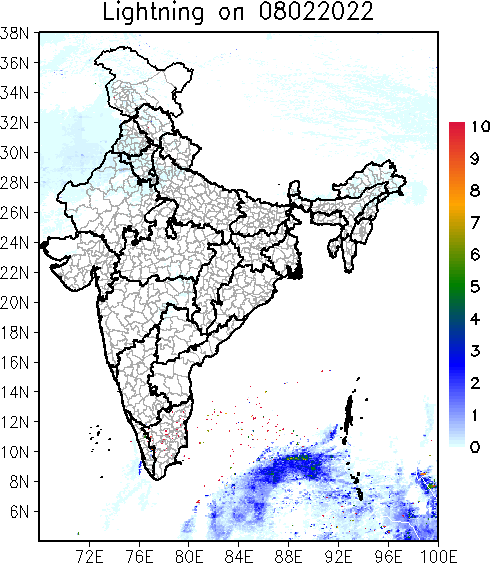 Lightning on 08022022
38N
36N
34N
32N
30N
28N
26N
24N
22N
20N
18N
16N
14N
12N
10N
8N
6N
72E 76E 80E 84E 88E 92E 96E 100E
10
9
8
7
6
5
4
3
2
1
0